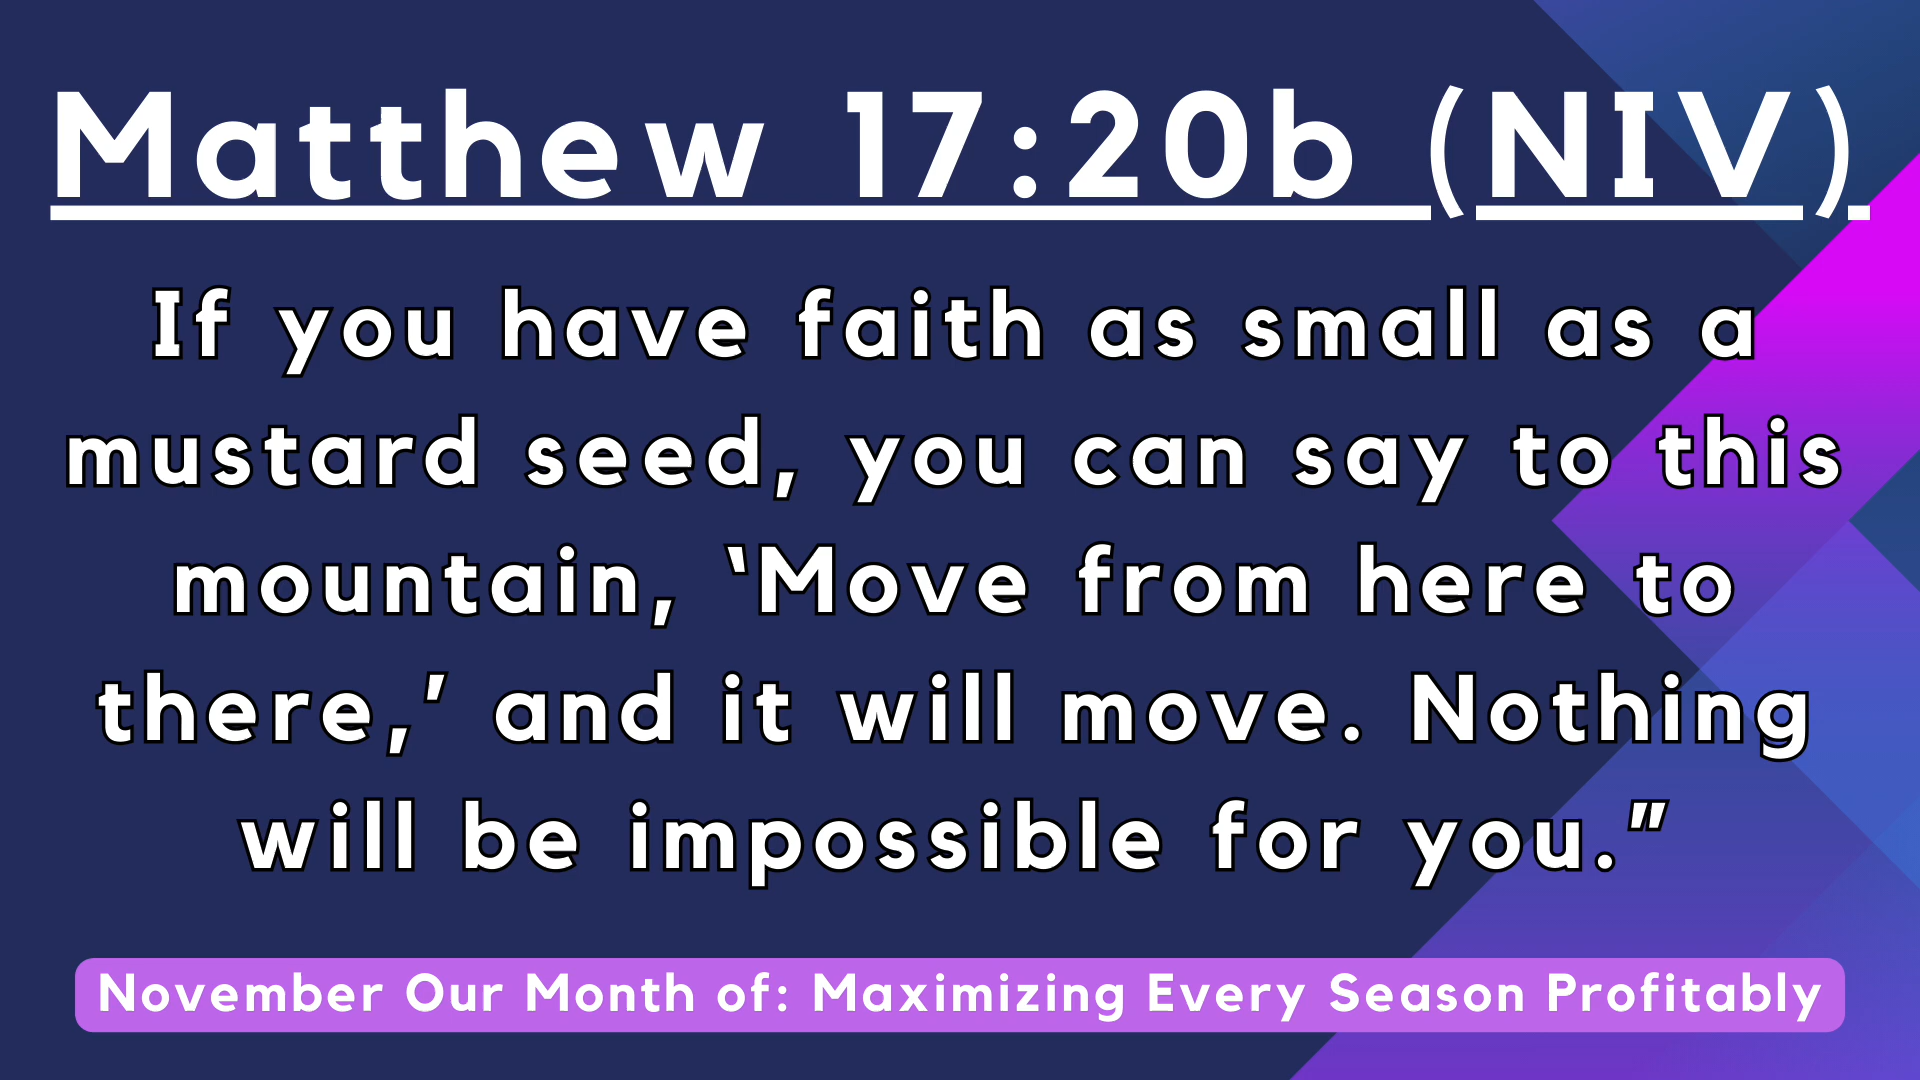 Matthew 17:20b (NIV)
If you have faith as small as a
mustard seed, you can say to this
mountain, ‘Move from here to
there,’ and it will move. Nothing
will be impossible for you.”
November Our Month of: Maximizing Every Season Profitably